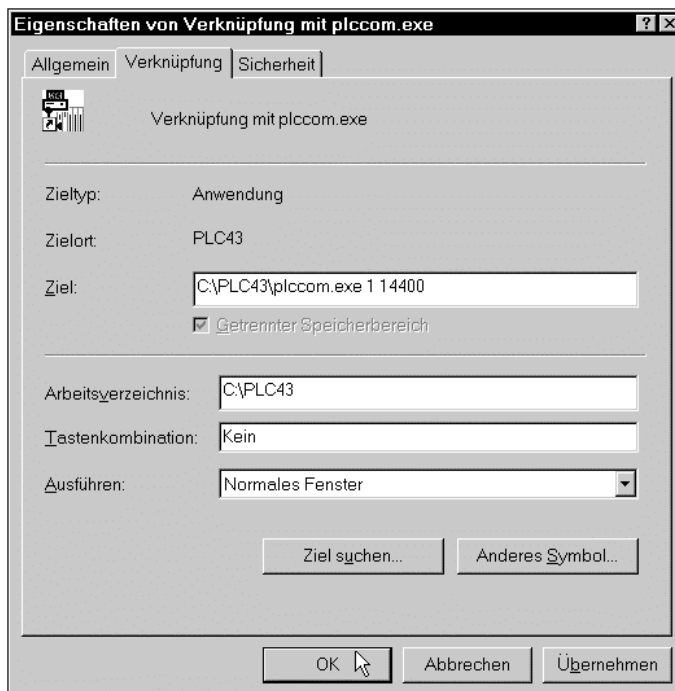 Eigenschaften von Verknüpfung mit plccom.exe
Allgemein Verknüpfung Sicherheit
Verknüpfung mit plccom.exe
Zieltyp: Anwendung
Zielort: PLC43
Ziel: C:\PLC43\plccom.exe 1 14400
Getrennter Speicherbereich
Arbeitsverzeichnis: C:\PLC43
Tastenkombination: Kein
Ausführen: Normales Fenster
Ziel suchen... Anderes Symbol...
OK Abbrechen Übernehmen